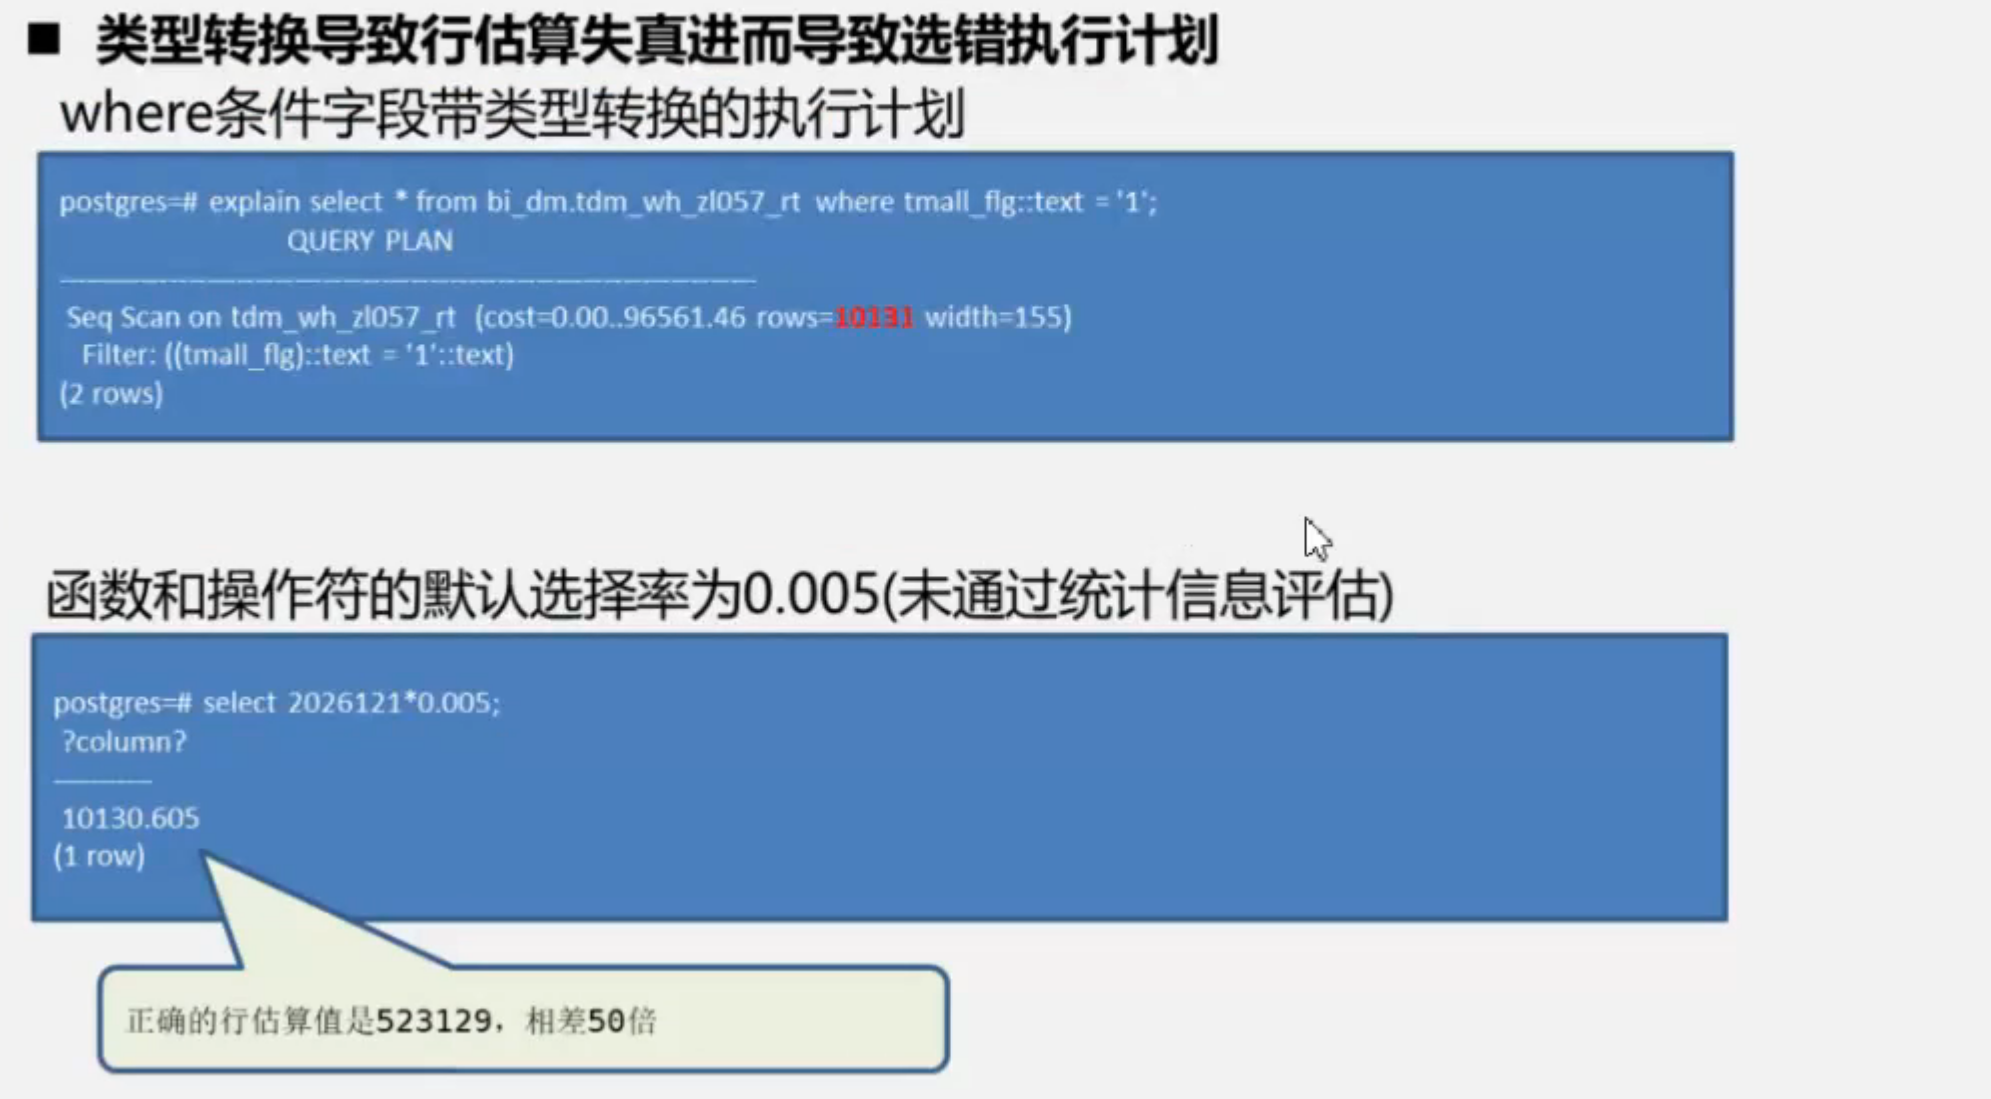 ■ 类型转换导致行估算失真进而导致选错执行计划
where条件字段带类型转换的执行计划
postgres=# explain select * from bi_dm.tdm_wh_zl057_rt where tmall_flg::text = '1';
QUERY PLAN
Seq Scan on tdm_wh_zl057_rt (cost=0.00..96561.46 rows=10131 width=155)
Filter: ((tmall_flg)::text = '1'::text)
(2 rows)
函数和操作符的默认选择率为0.005(未通过统计信息评估)
postgres=# select 2026121*0.005;
?column?
10130.605
(1 row)
正确的行估算值是523129，相差50倍